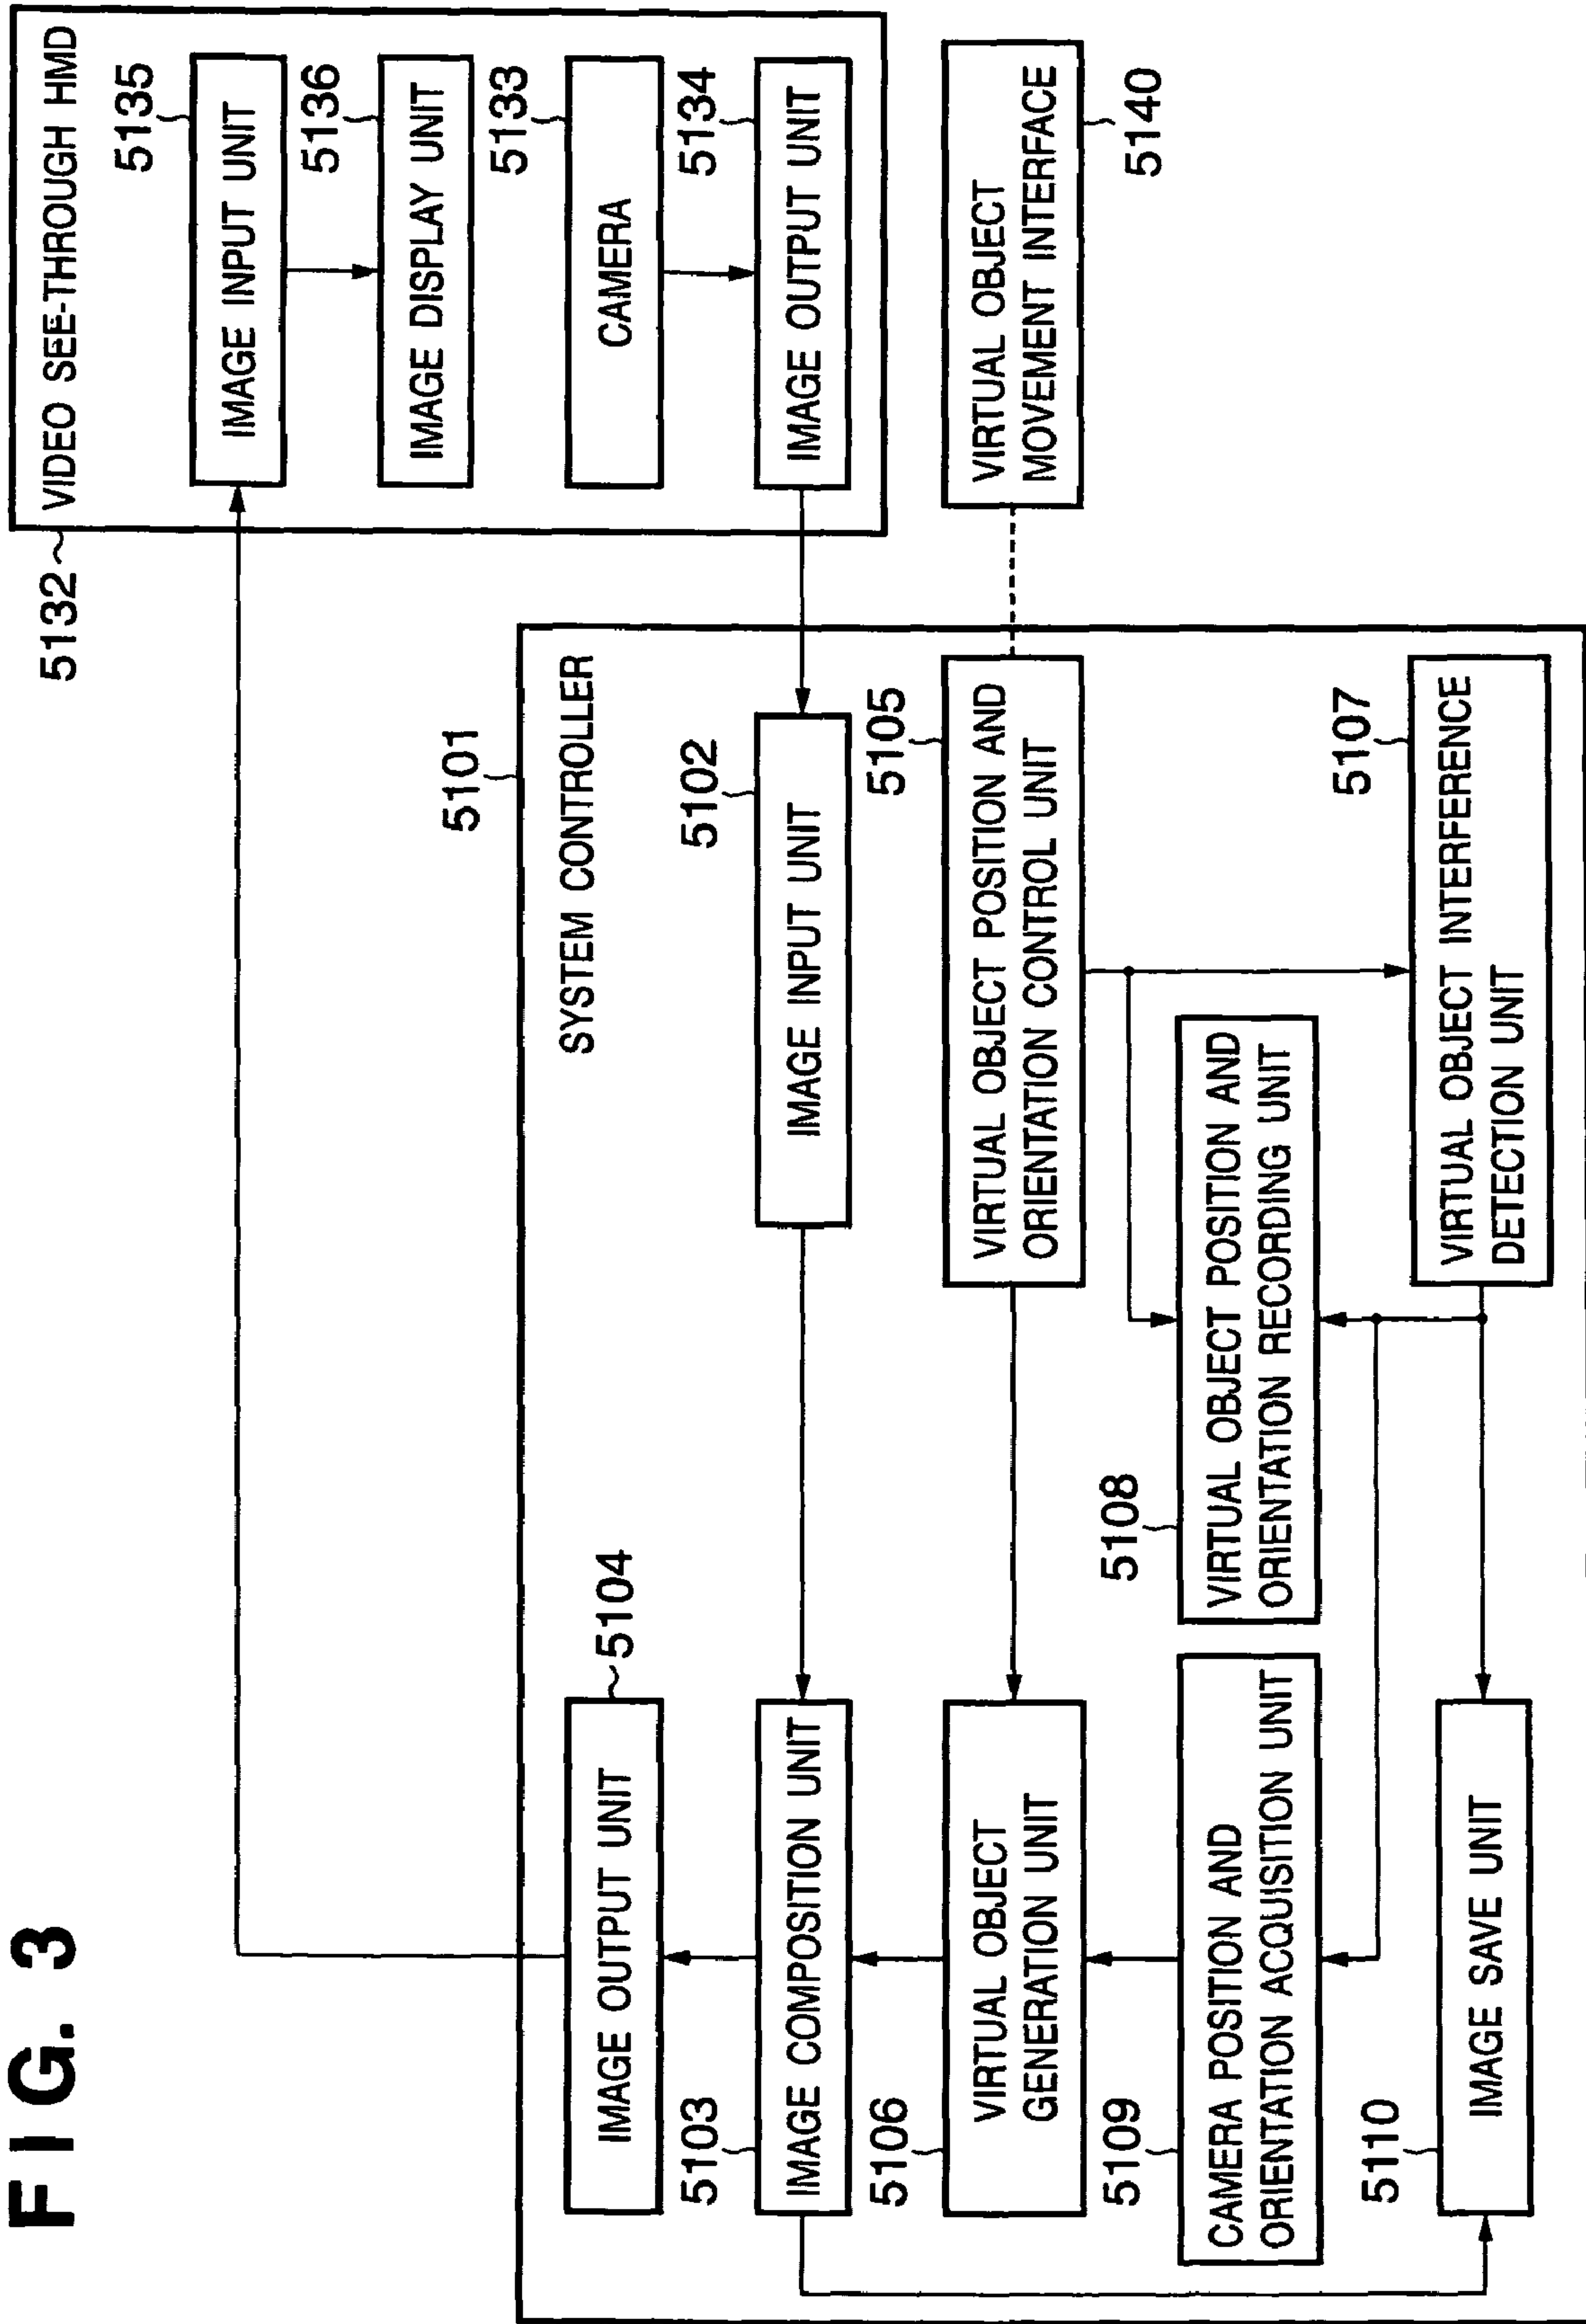 FIG. 3
5132
VIDEO SEE-THROUGH HMD
5135
IMAGE INPUT UNIT
5136
IMAGE DISPLAY UNIT
5133
CAMERA
5134
IMAGE OUTPUT UNIT
VIRTUAL OBJECT
MOVEMENT INTERFACE
5140
5101
SYSTEM CONTROLLER
5104
IMAGE OUTPUT UNIT
5102
IMAGE INPUT UNIT
5103
IMAGE COMPOSITION UNIT
5105
VIRTUAL OBJECT POSITION AND
ORIENTATION CONTROL UNIT
5106
VIRTUAL OBJECT
GENERATION UNIT
5108
VIRTUAL OBJECT POSITION AND
ORIENTATION RECORDING UNIT
5109
CAMERA POSITION AND
ORIENTATION ACQUISITION UNIT
5107
VIRTUAL OBJECT INTERFERENCE
DETECTION UNIT
5110
IMAGE SAVE UNIT